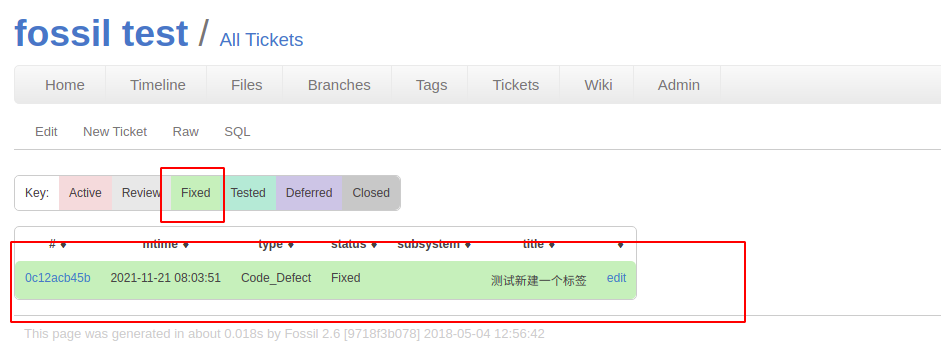 fossil test / All Tickets
Home Timeline Files Branches Tags Tickets Wiki Admin
Edit New Ticket Raw SQL
Key: Active Review Fixed Tested Deferred Closed
# mtime type status subsystem title
0c12acb45b 2021-11-21 08:03:51 Code_Defect Fixed 测试新建一个标签 edit
This page was generated in about 0.018s by Fossil 2.6 [9718f3b078] 2018-05-04 12:56:42